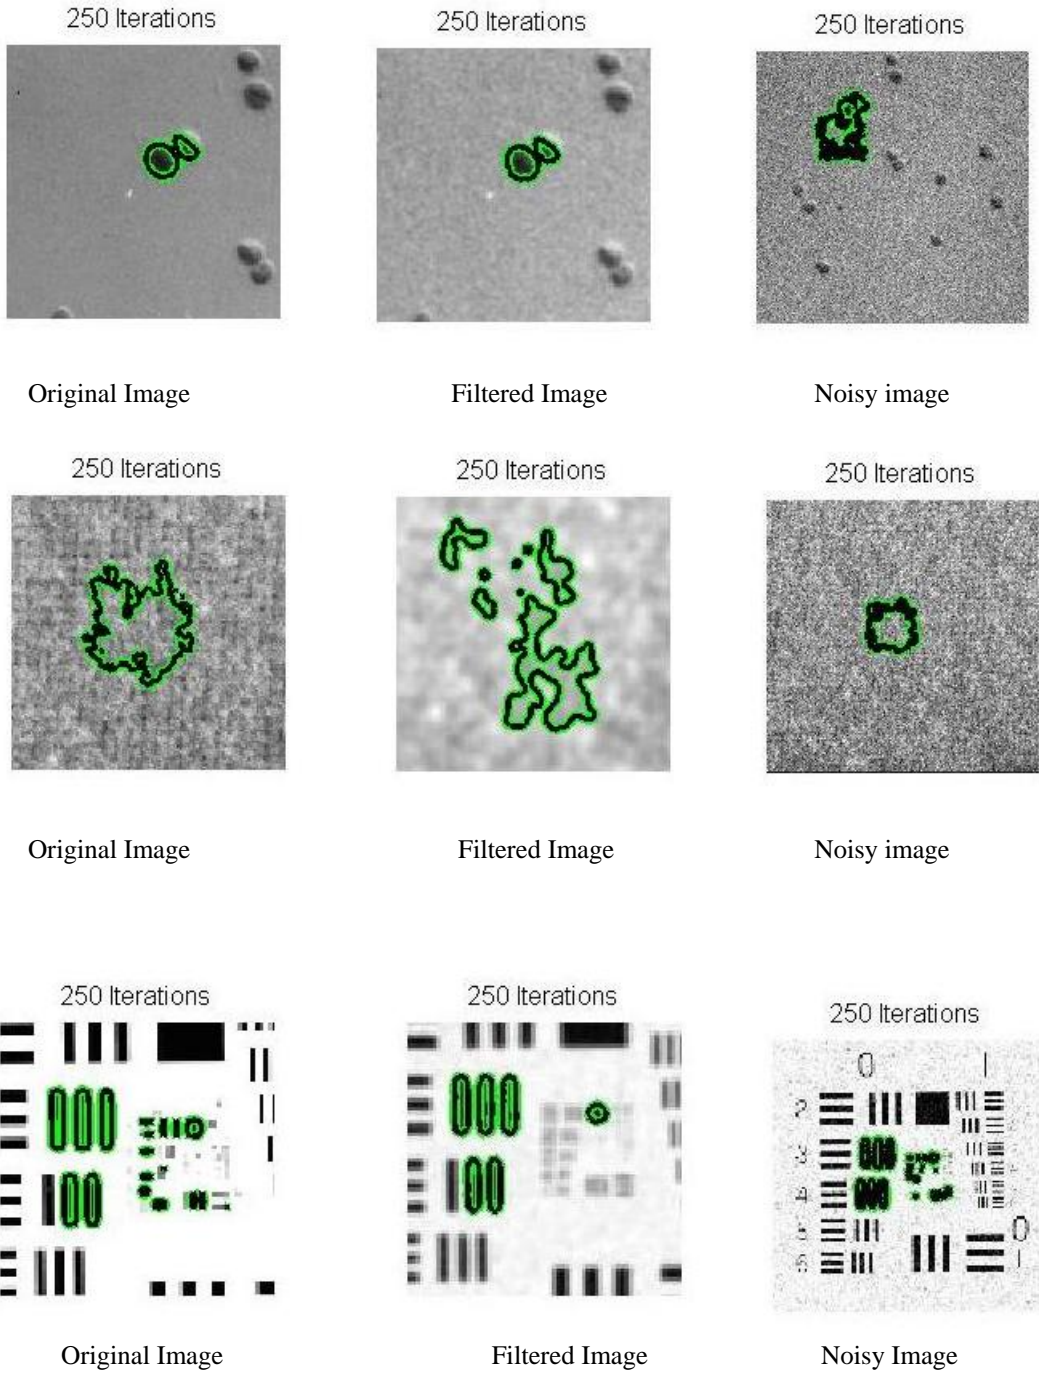 250 Iterations 250 Iterations 250 Iterations
Original Image Filtered Image Noisy image
250 Iterations 250 Iterations 250 Iterations
Original Image Filtered Image Noisy image
250 Iterations 250 Iterations 250 Iterations
0 1
2
3
4
5 0
6 1
Original Image Filtered Image Noisy Image